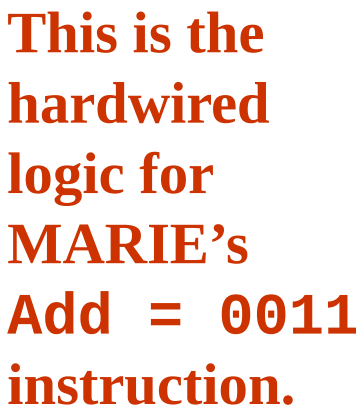 This is the
hardwired
logic for
MARIE’s
Add = 0011
instruction.